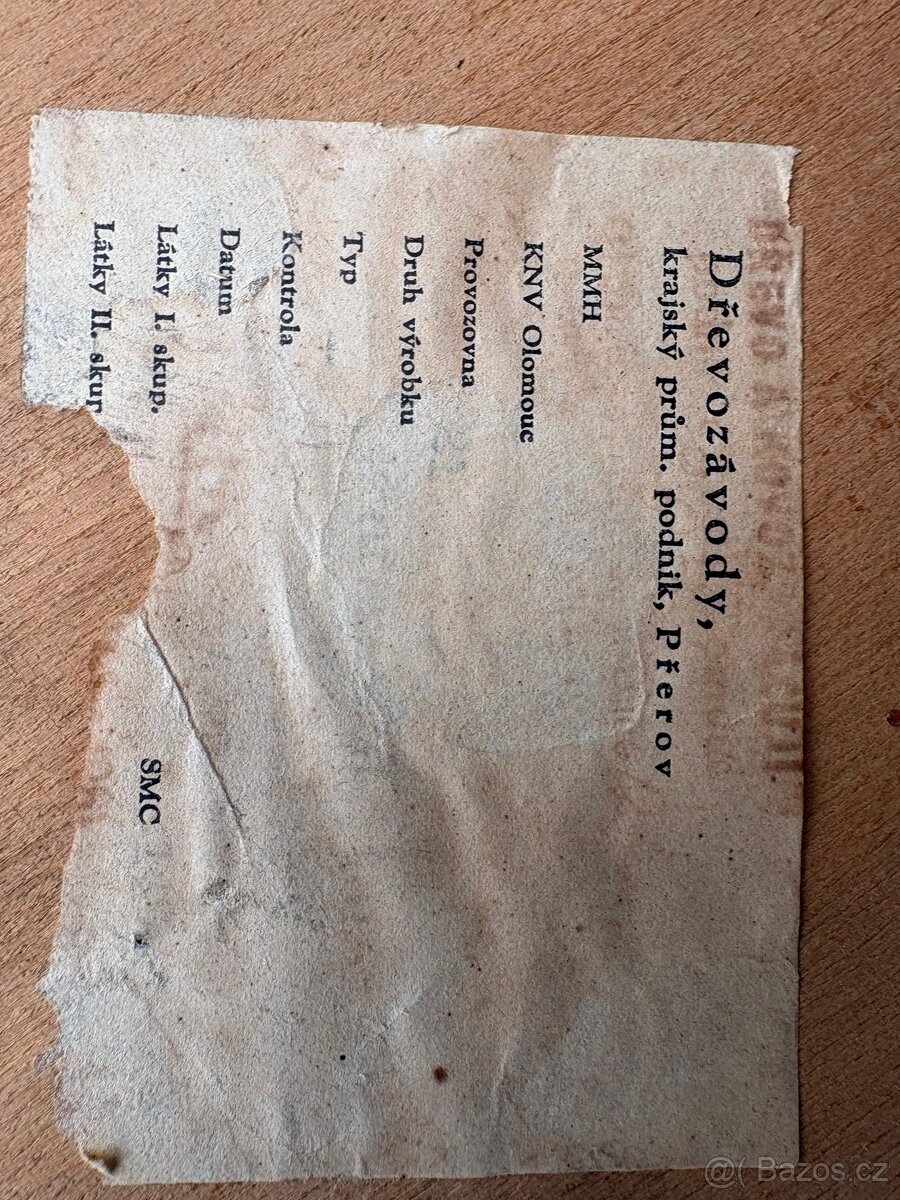 Dřevozávody,
krajský prům. podnik, Přerov
MMH
KNV Olomouc
Provozovna
Druh výrobku
Typ
Kontrola
Datum
Látky I. skup.
Látky II. skup
SMC
@( Bazos.cz